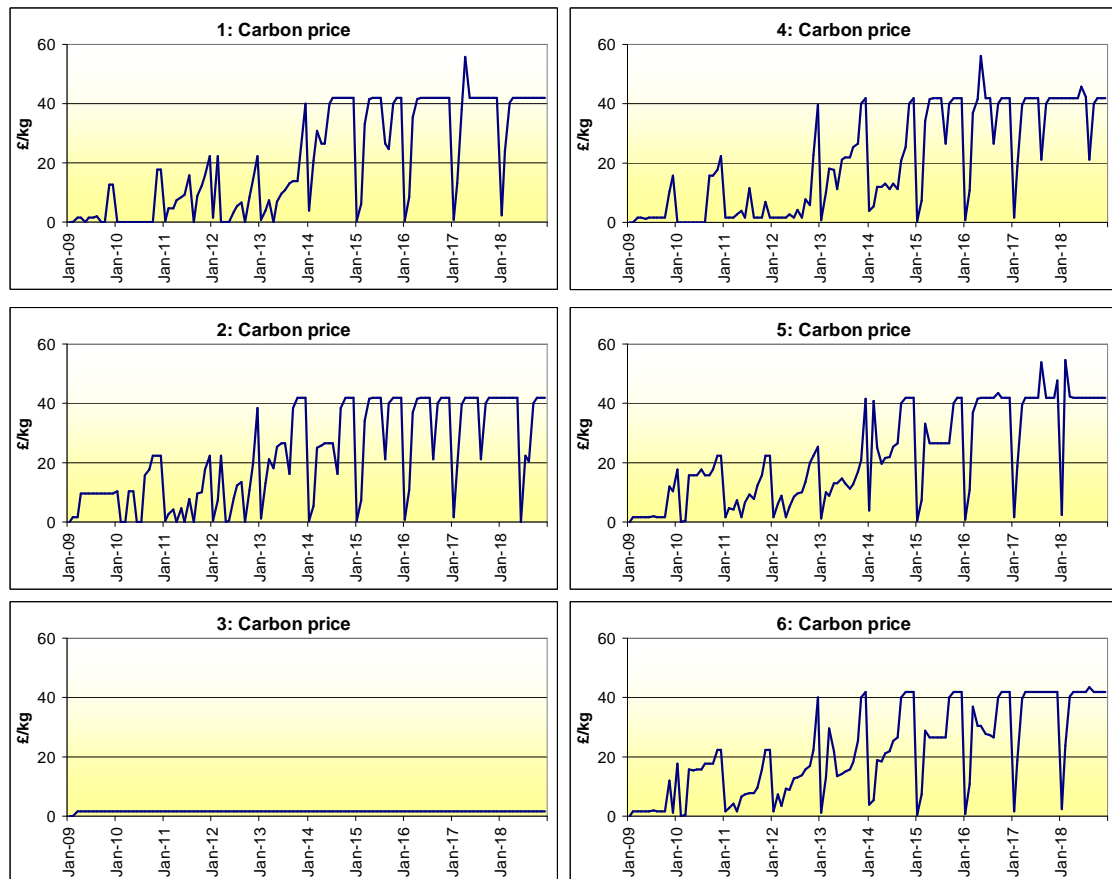 1: Carbon price
£/kg
60
40
20
0
Jan-09
Jan-10
Jan-11
Jan-12
Jan-13
Jan-14
Jan-15
Jan-16
Jan-17
Jan-18
4: Carbon price
£/kg
60
40
20
0
Jan-09
Jan-10
Jan-11
Jan-12
Jan-13
Jan-14
Jan-15
Jan-16
Jan-17
Jan-18
2: Carbon price
£/kg
60
40
20
0
Jan-09
Jan-10
Jan-11
Jan-12
Jan-13
Jan-14
Jan-15
Jan-16
Jan-17
Jan-18
5: Carbon price
£/kg
60
40
20
0
Jan-09
Jan-10
Jan-11
Jan-12
Jan-13
Jan-14
Jan-15
Jan-16
Jan-17
Jan-18
3: Carbon price
£/kg
60
40
20
0
Jan-09
Jan-10
Jan-11
Jan-12
Jan-13
Jan-14
Jan-15
Jan-16
Jan-17
Jan-18
6: Carbon price
£/kg
60
40
20
0
Jan-09
Jan-10
Jan-11
Jan-12
Jan-13
Jan-14
Jan-15
Jan-16
Jan-17
Jan-18